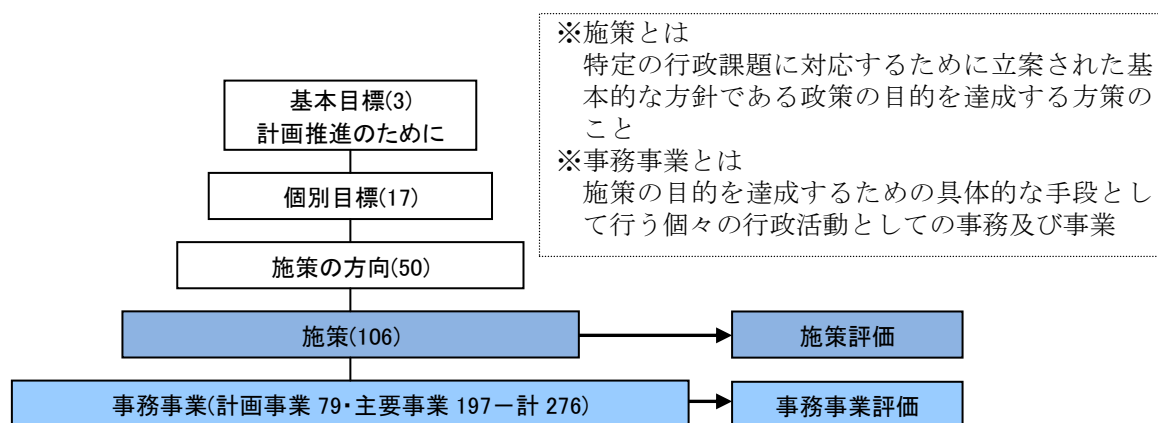 ※施策とは
特定の行政課題に対応するために立案された基
本的な方針である政策の目的を達成する方策の
こと
※事務事業とは
施策の目的を達成するための具体的な手段とし
て行う個々の行政活動としての事務及び事業
基本目標(3)
計画推進のために
個別目標(17)
施策の方向(50)
施策(106)
施策評価
事務事業(計画事業 79・主要事業 197－計 276)
事務事業評価